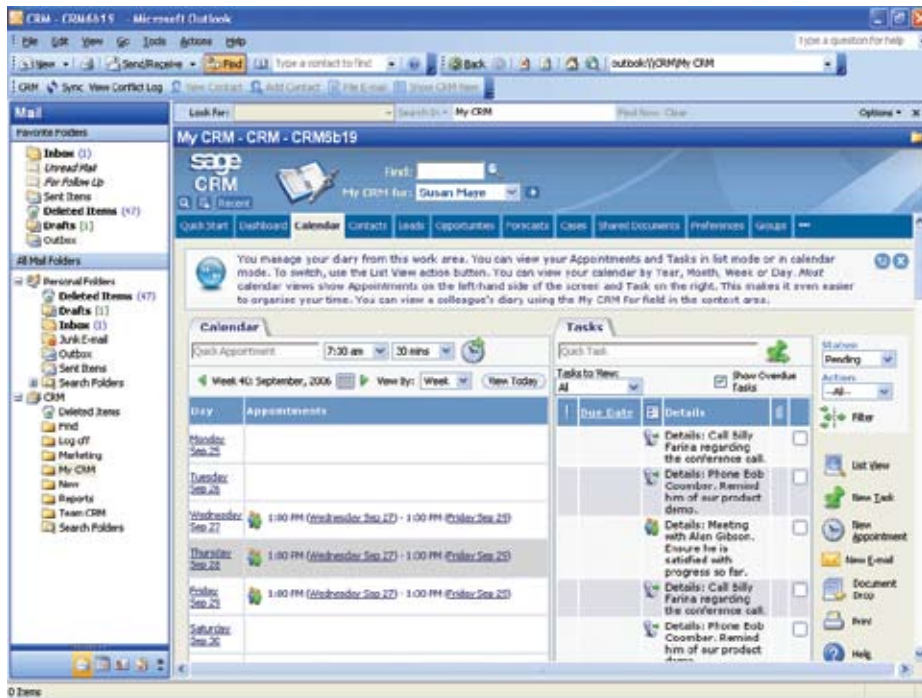 CRM - CRM6b19 - Microsoft Outlook
File Edit View Go Tools Actions Help
Type a question for help
New Send/Receive Find Type a contact to find Back outlook:\\CRM\My CRM
CRM Sync View Conflict Log New Contact Add Contact File E-mail Show CRM Item
Mail
Favorite Folders
Inbox (1)
Unread Mail
For Follow Up
Sent Items
Deleted Items (47)
Drafts [1]
Outbox
All Mail Folders
Personal Folders
Deleted Items (47)
Drafts [1]
Inbox (1)
Junk E-mail
Outbox
Sent Items
Search Folders
CRM
Deleted Items
Find
Log off
Marketing
My CRM
New
Reports
Team CRM
Search Folders
Look For: Search In My CRM Find Now Clear Options
My CRM - CRM - CRM6b19
sage
CRM
Recent
Find:
My CRM for: Susan Maye
Quick Start Dashboard Calendar Contacts Leads Opportunities Forecasts Cases Shared Documents Preferences Groups
You manage your diary from this work area. You can view your Appointments and Tasks in list mode or in calendar
mode. To switch, use the List View action button. You can view your calendar by Year, Month, Week or Day. Most
calendar views show Appointments on the left-hand side of the screen and Task on the right. This makes it even easier
to organise your time. You can view a colleague's diary using the My CRM For field in the context area.
Calendar
Quick Appointment 7:30 am 30 mins
Week 40: September, 2006 View By: Week View Today
Day Appointments
Monday
Sep 25
Tuesday
Sep 26
Wednesday
Sep 27
1:00 PM (Wednesday Sep 27) - 1:00 PM (Friday Sep 29)
Thursday
Sep 28
1:00 PM (Wednesday Sep 27) - 1:00 PM (Friday Sep 29)
Friday
Sep 29
1:00 PM (Wednesday Sep 27) - 1:00 PM (Friday Sep 29)
Saturday
Sep 30
Tasks
Quick Task
Tasks to View:
All
Show Overdue
Tasks
! Due Date Details
Details: Call Billy
Farina regarding
the conference call.
Details: Phone Bob
Coomber. Remind
him of our product
demo.
Details: Meeting
with Alan Gibson.
Ensure he is
satisfied with
progress so far.
Details: Call Billy
Farina regarding
the conference call.
Details: Phone Bob
Coomber. Remind
him of our product
demo.
Status:
Pending
Action:
--All--
Filter
List View
New Task
New
Appointment
New E-mail
Document
Drop
Print
Help
0 Items